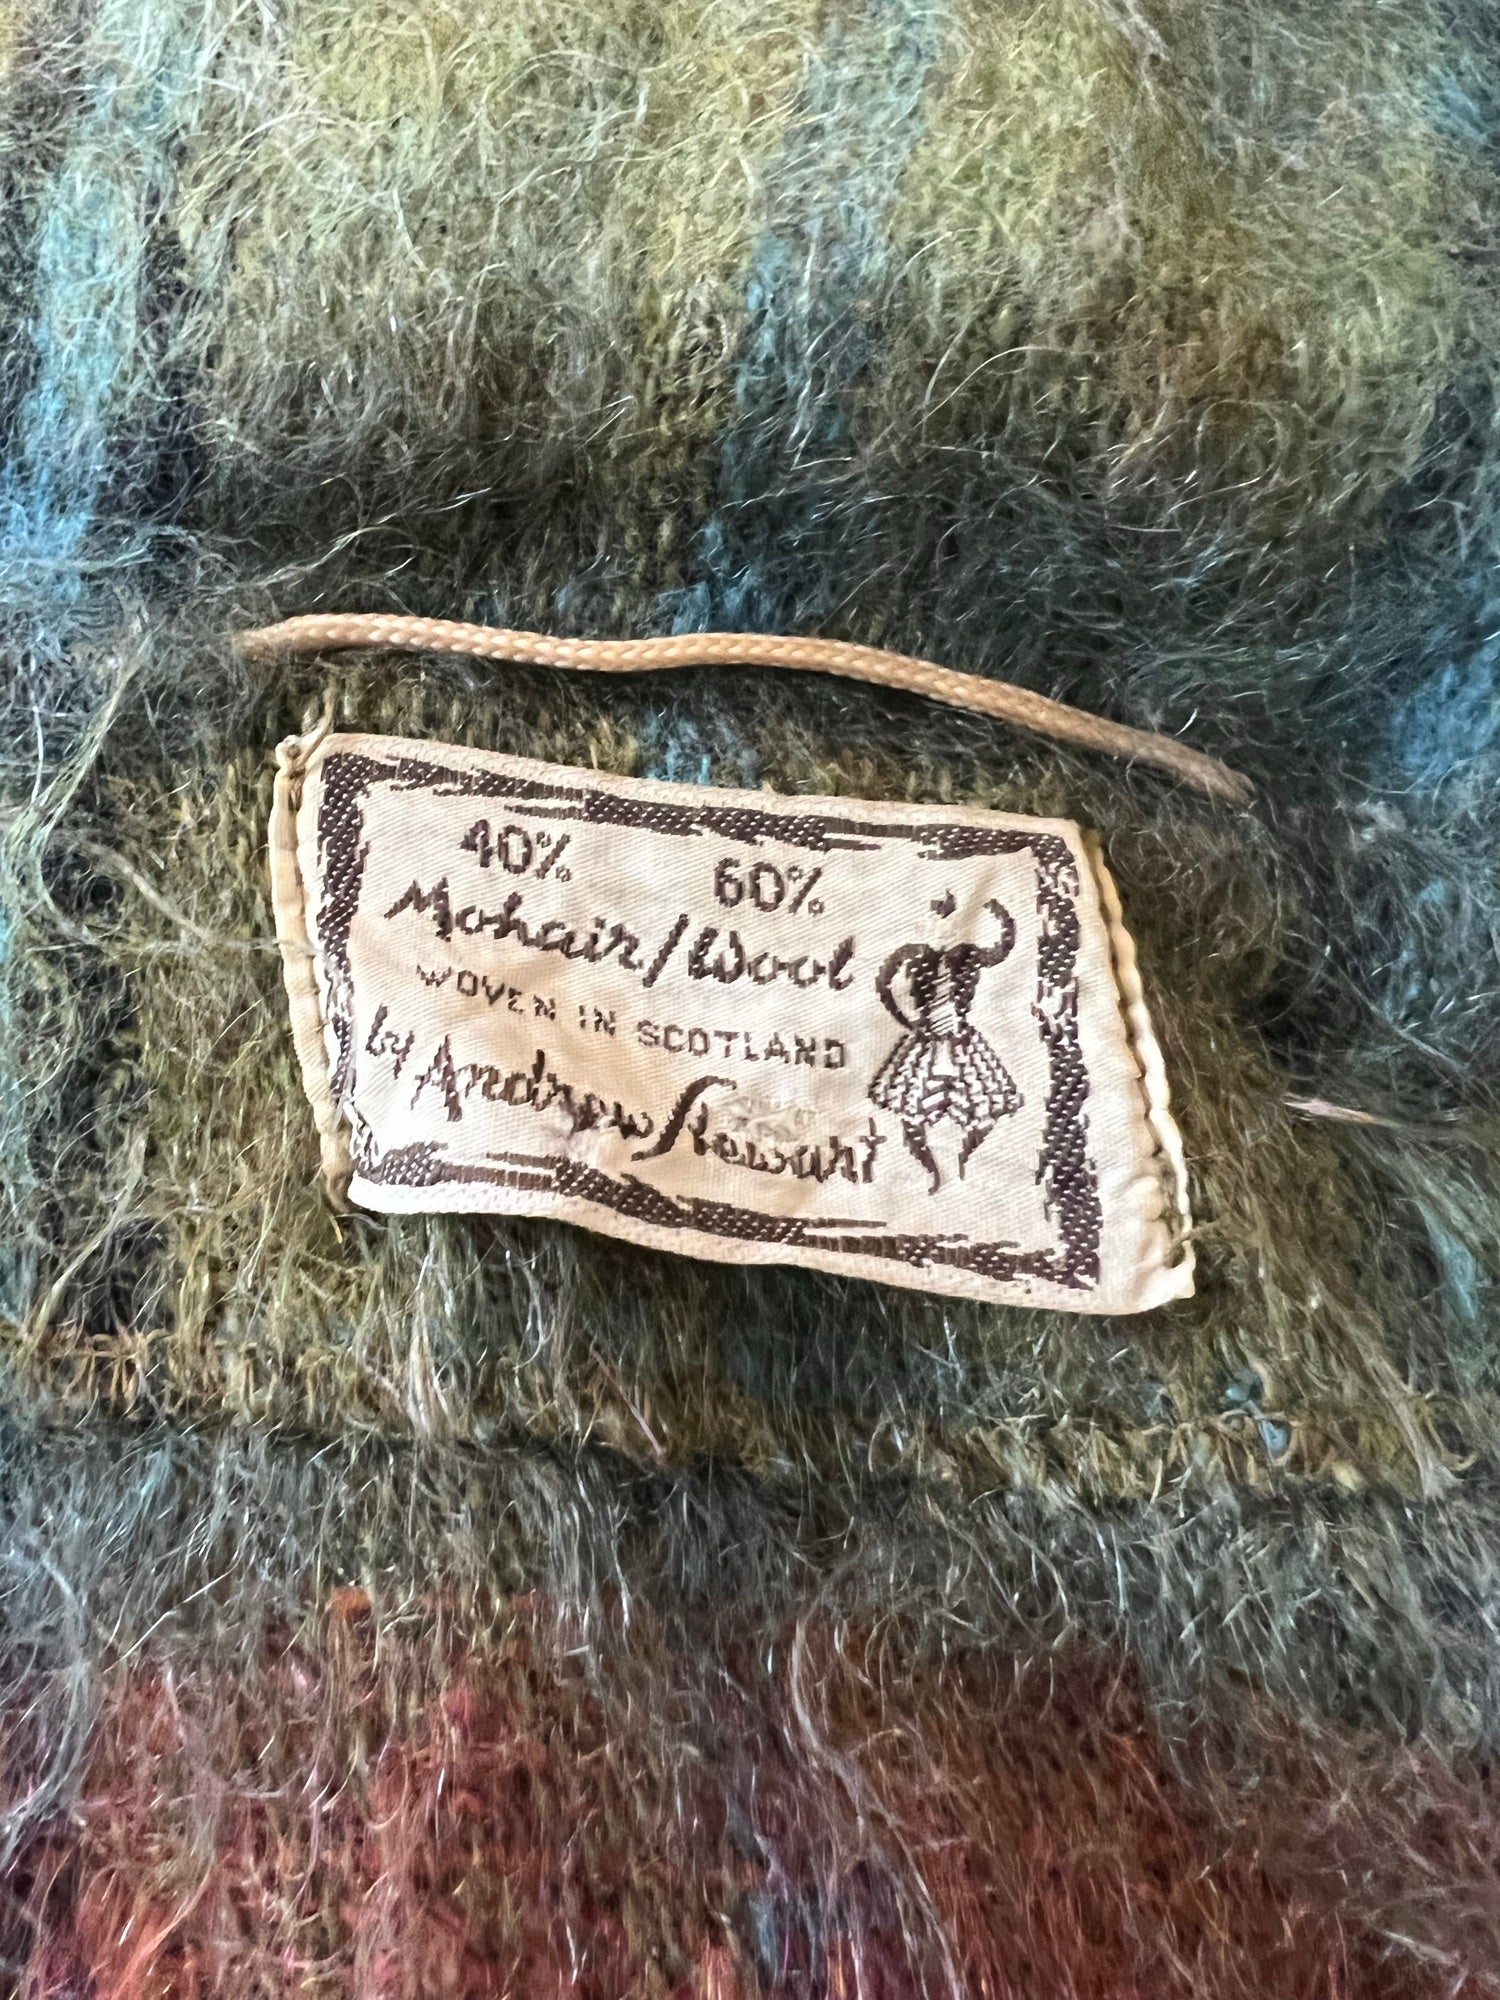 40% 60%
Mohair/Wool
WOVEN IN SCOTLAND
by Andrew Stewart